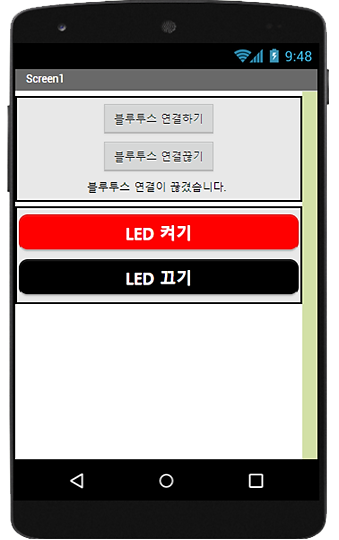 9:48
Screen1
블루투스 연결하기
블루투스 연결끊기
블루투스 연결이 끊겼습니다.
LED 켜기
LED 끄기